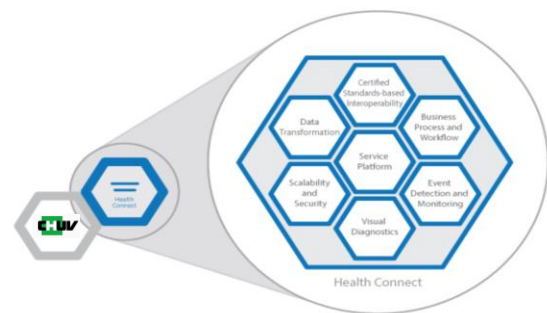 CHUV
Health
Connect
Certified
Standards-based
Interoperability
Data
Transformation
Business
Process and
Workflow
Service
Platform
Scalability
and
Security
Event
Detection and
Monitoring
Visual
Diagnostics
Health Connect